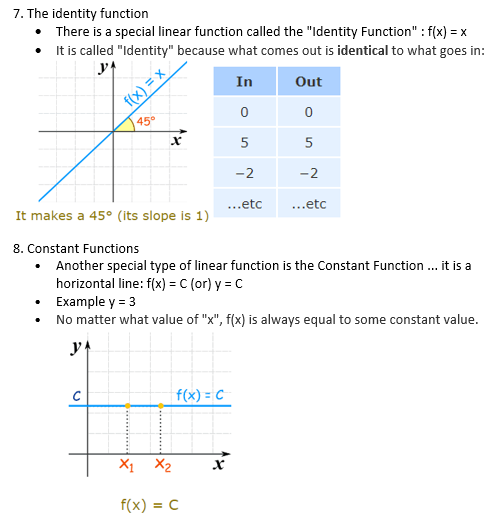 7. The identity function
• There is a special linear function called the "Identity Function" : f(x) = x
• It is called "Identity" because what comes out is identical to what goes in:
y
f(x) = x
45°
x
In Out
0 0
5 5
−2 −2
...etc ...etc
It makes a 45° (its slope is 1)
8. Constant Functions
• Another special type of linear function is the Constant Function ... it is a
horizontal line: f(x) = C (or) y = C
• Example y = 3
• No matter what value of "x", f(x) is always equal to some constant value.
y
C
f(x) = C
X₁ X₂
x
f(x) = C